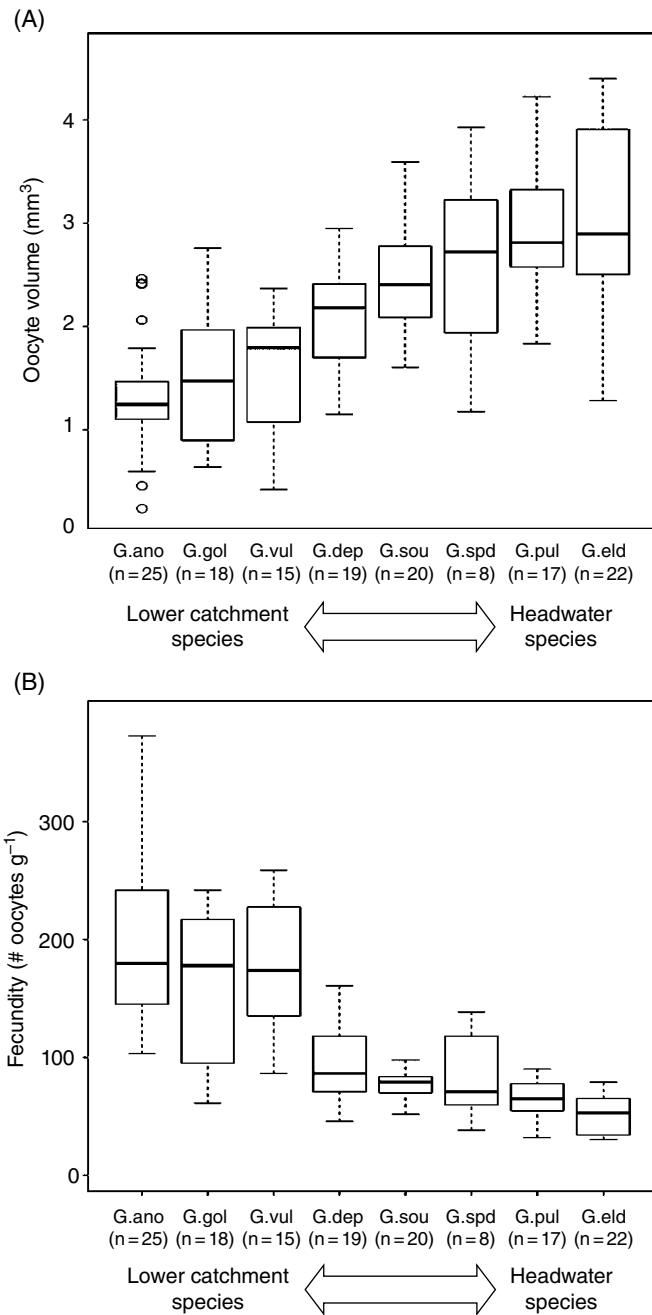 (A)
Oocyte volume (mm³)
4
3
2
1
0
G.ano G.gol G.vul G.dep G.sou G.spd G.pul G.eld
(n=25) (n=18) (n=15) (n=19) (n=20) (n=8) (n=17) (n=22)
Lower catchment species
Headwater species
(B)
Fecundity (# oocytes g⁻¹)
300
200
100
0
G.ano G.gol G.vul G.dep G.sou G.spd G.pul G.eld
(n=25) (n=18) (n=15) (n=19) (n=20) (n=8) (n=17) (n=22)
Lower catchment species
Headwater species